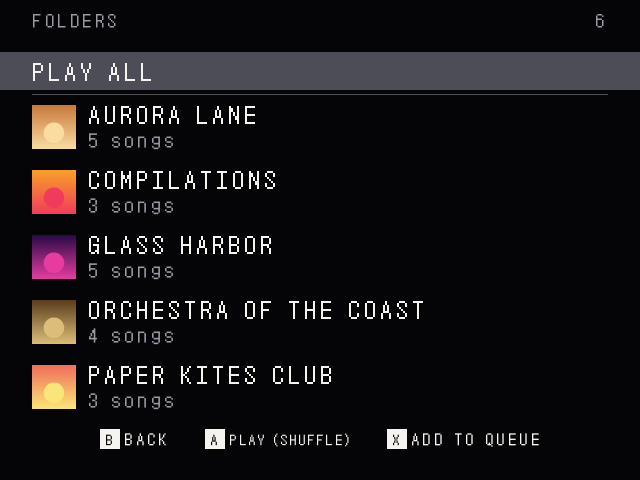 FOLDERS 6
PLAY ALL
AURORA LANE
5 songs
COMPILATIONS
3 songs
GLASS HARBOR
5 songs
ORCHESTRA OF THE COAST
4 songs
PAPER KITES CLUB
3 songs
B BACK A PLAY (SHUFFLE) X ADD TO QUEUE